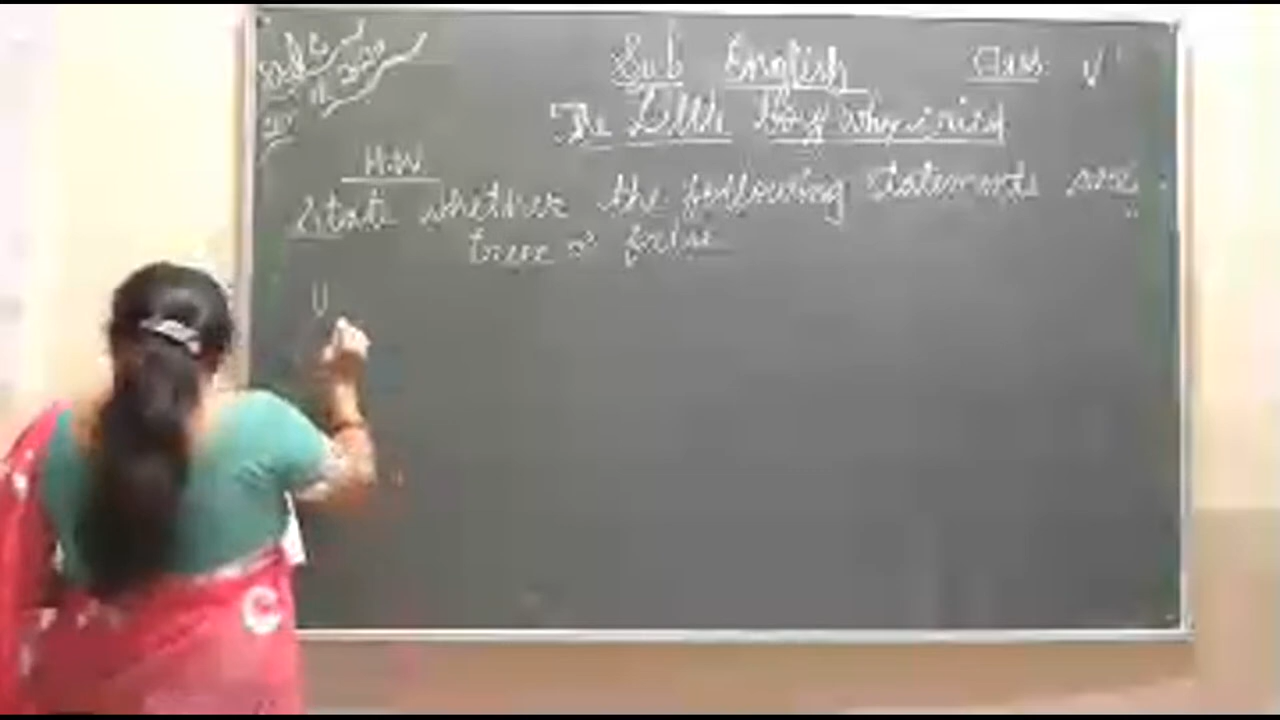 Sub English Class V
The Little Boy who cried
H.W
State whether the following statements are
true or false